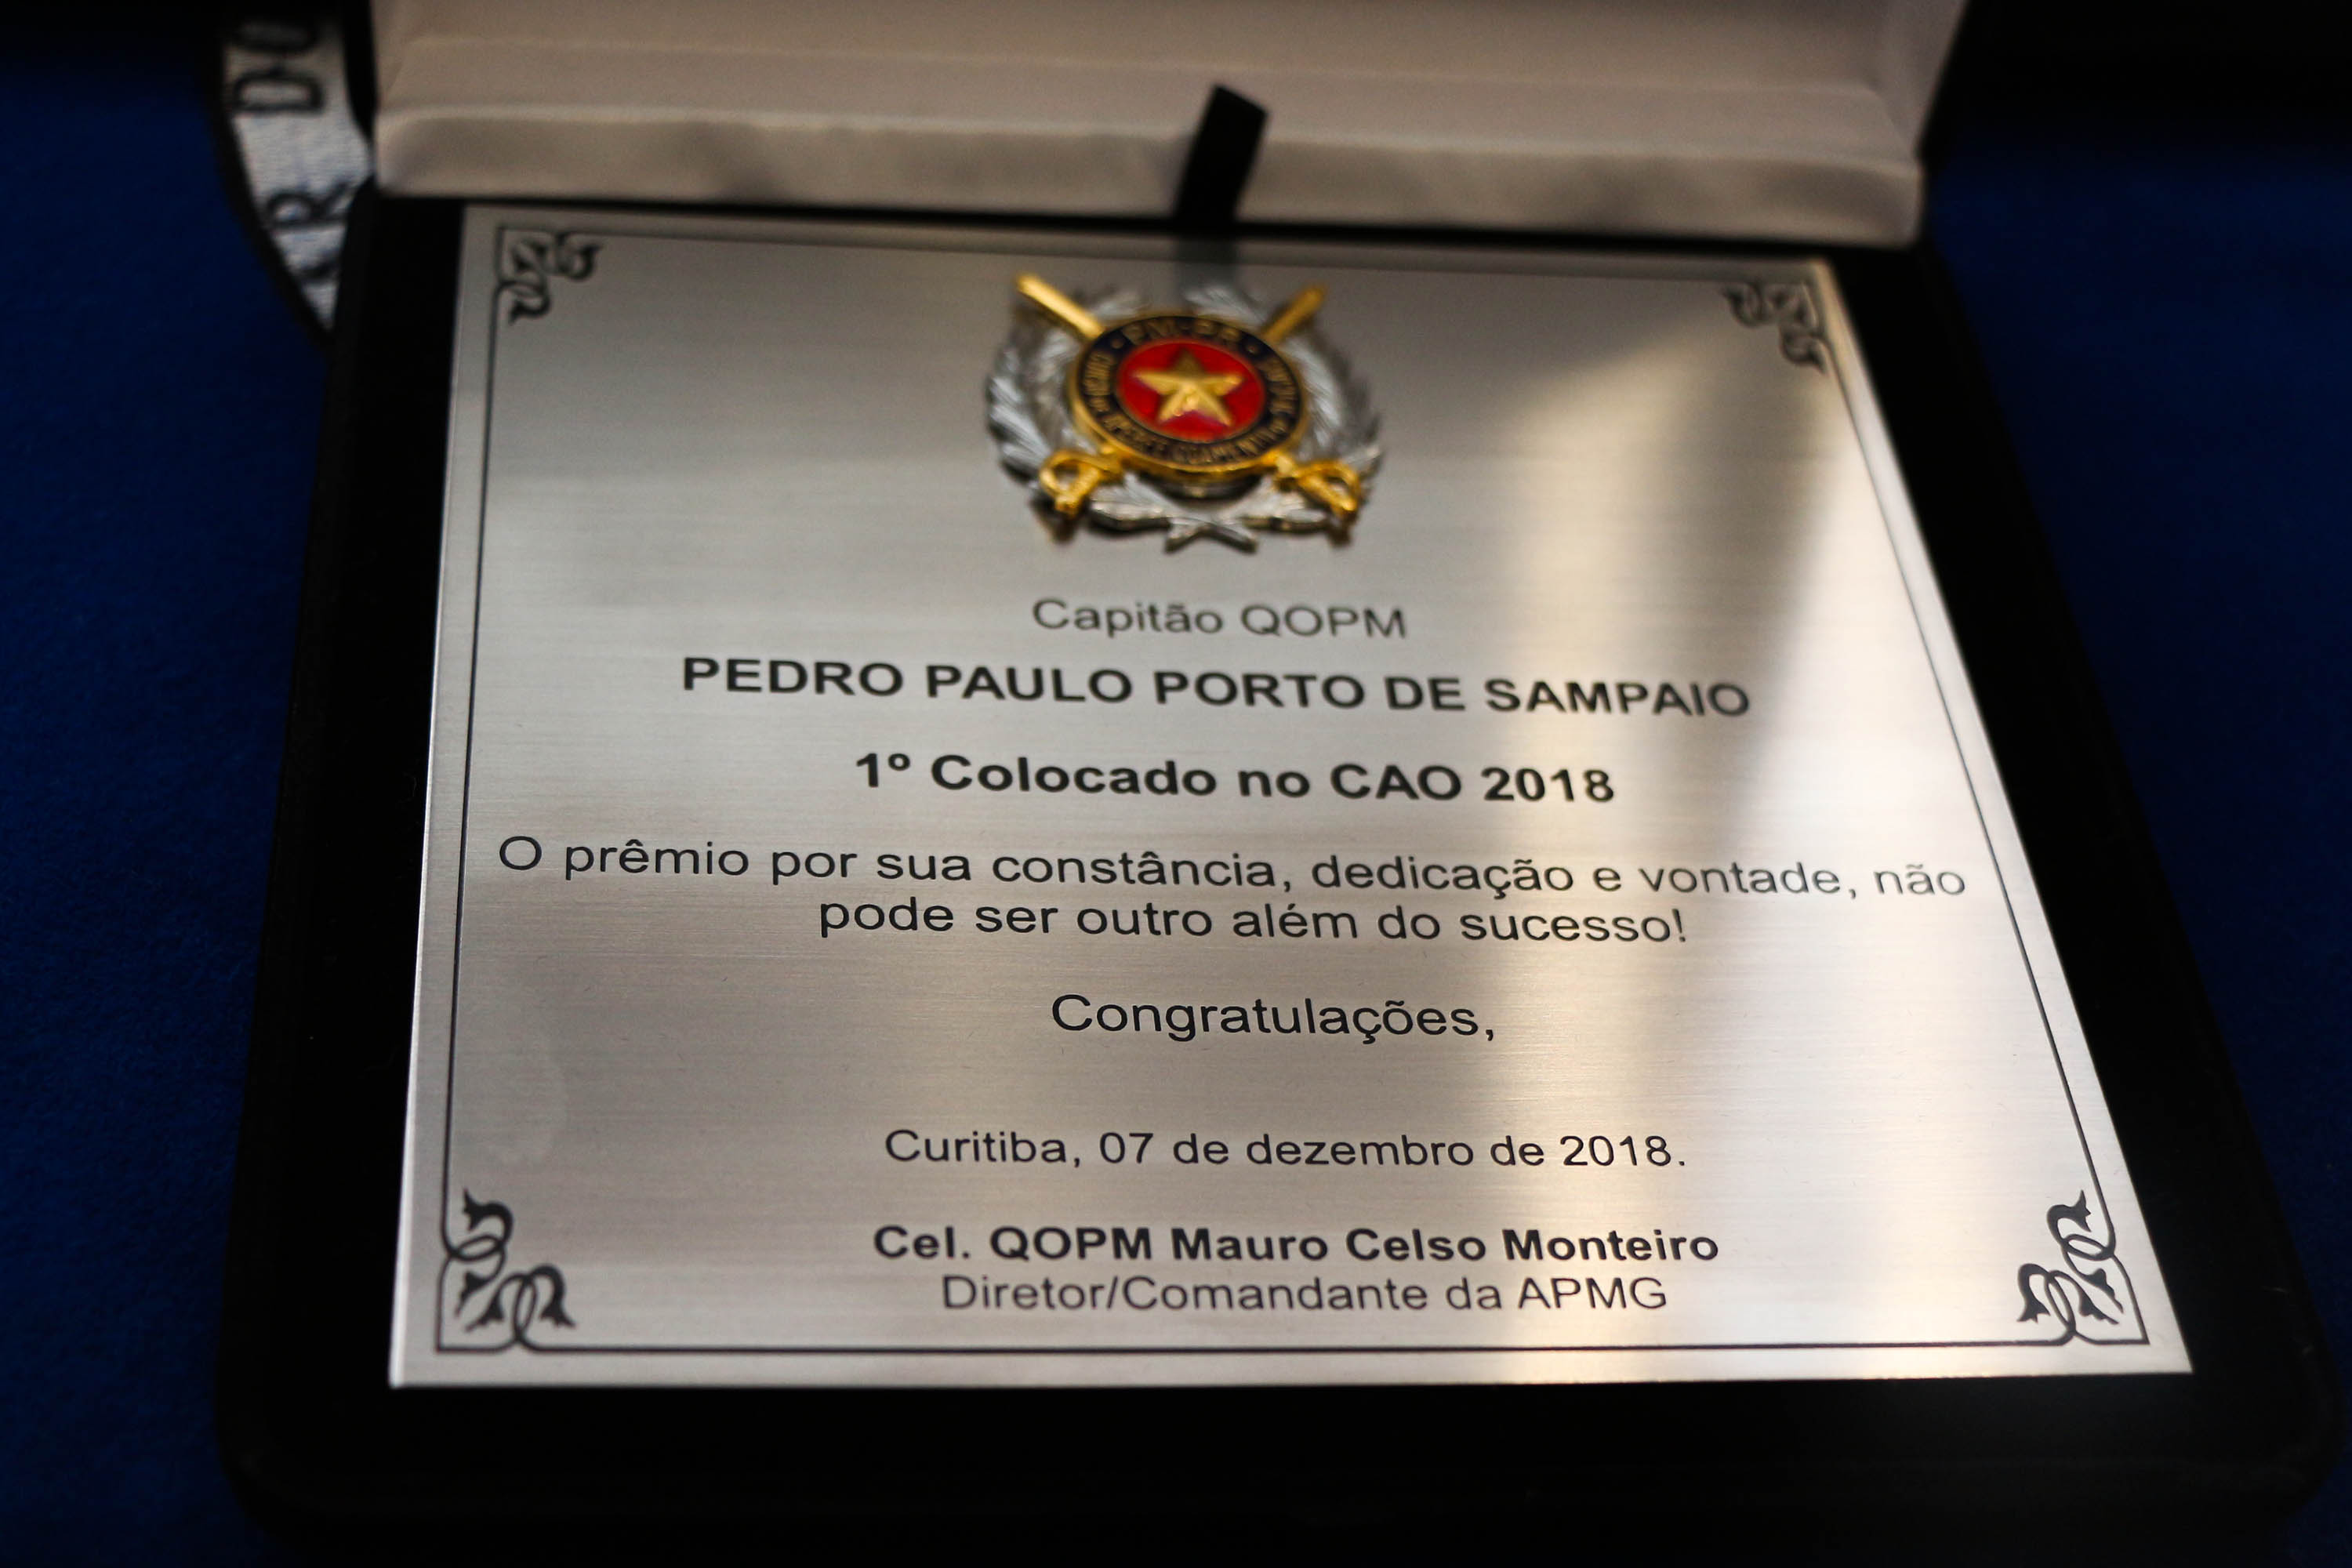 PM-PR
Capitão QOPM
PEDRO PAULO PORTO DE SAMPAIO
1º Colocado no CAO 2018
O prêmio por sua constância, dedicação e vontade, não
pode ser outro além do sucesso!
Congratulações,
Curitiba, 07 de dezembro de 2018.
Cel. QOPM Mauro Celso Monteiro
Diretor/Comandante da APMG